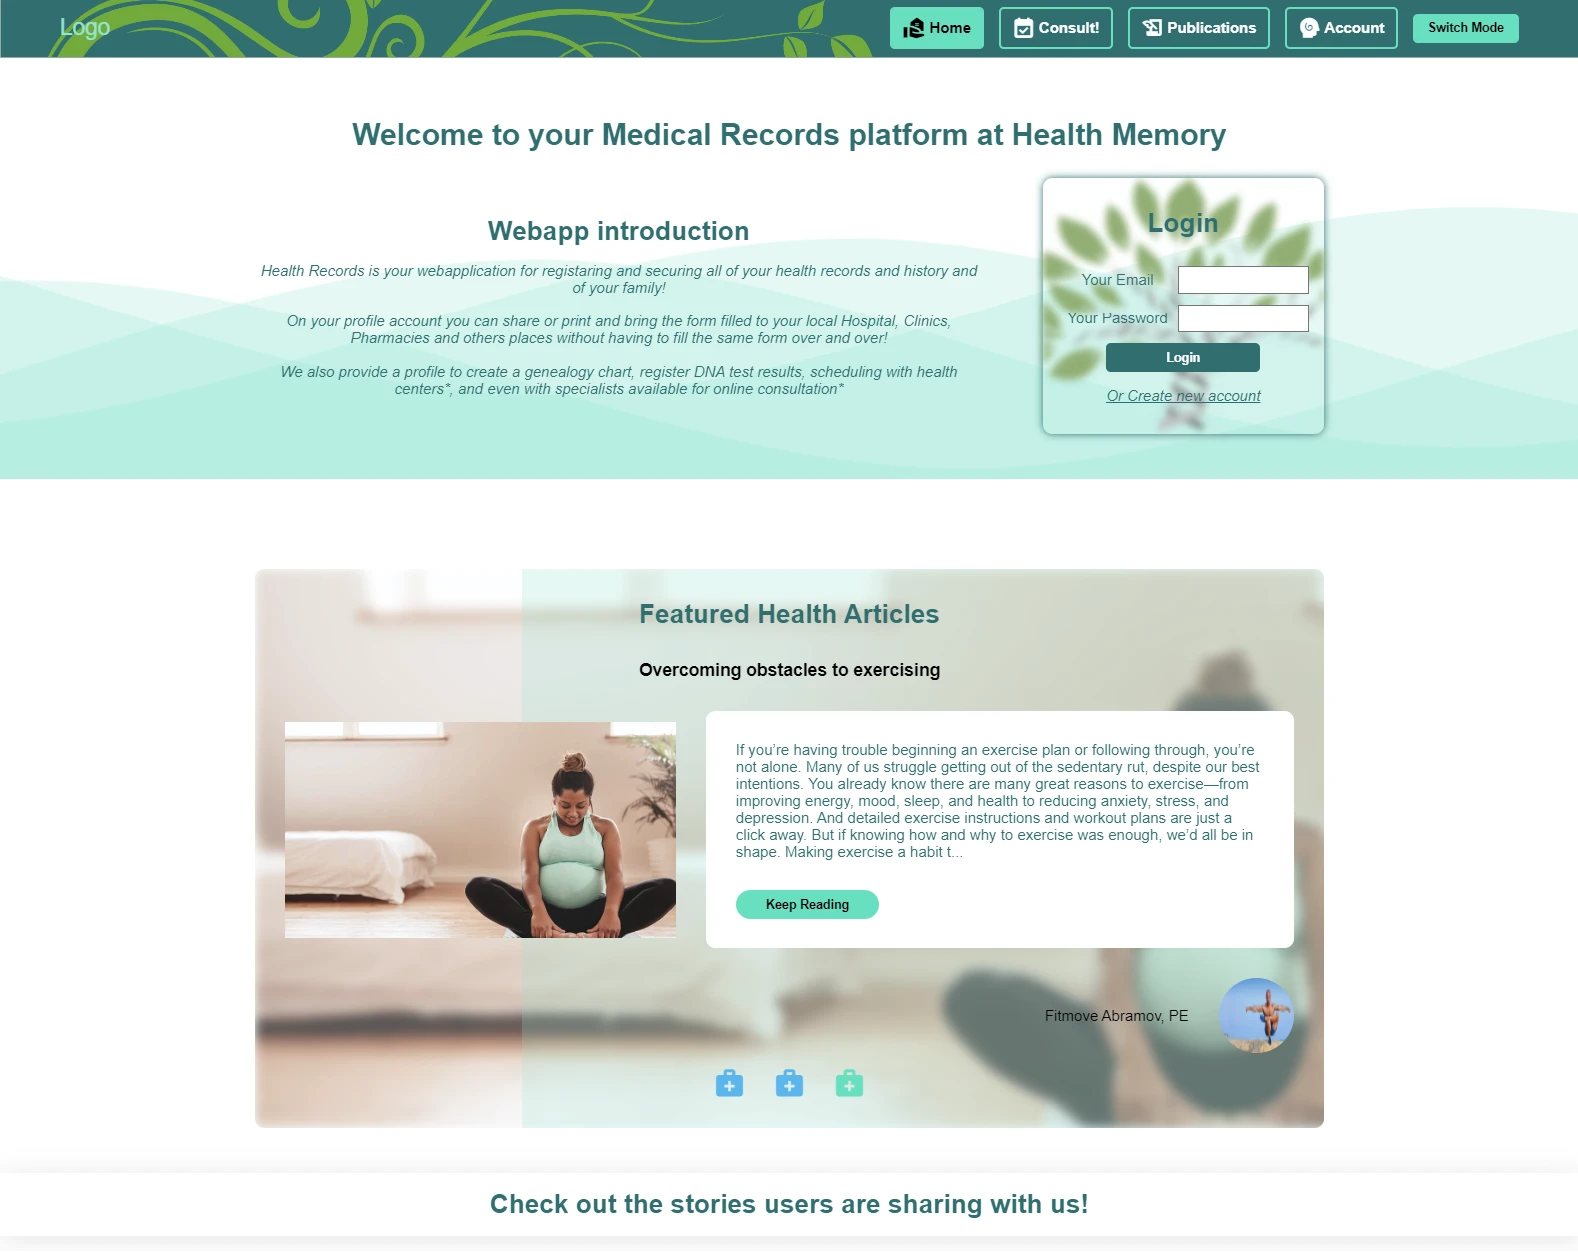 Logo
Home
Consult!
Publications
Account
Switch Mode
Welcome to your Medical Records platform at Health Memory
Webapp introduction
Health Records is your webapplication for registaring and securing all of your health records and history and
of your family!
On your profile account you can share or print and bring the form filled to your local Hospital, Clinics,
Pharmacies and others places without having to fill the same form over and over!
We also provide a profile to create a genealogy chart, register DNA test results, scheduling with health
centers*, and even with specialists available for online consultation*
Login
Your Email
Your Password
Login
Or Create new account
Featured Health Articles
Overcoming obstacles to exercising
If you’re having trouble beginning an exercise plan or following through, you’re
not alone. Many of us struggle getting out of the sedentary rut, despite our best
intentions. You already know there are many great reasons to exercise—from
improving energy, mood, sleep, and health to reducing anxiety, stress, and
depression. And detailed exercise instructions and workout plans are just a
click away. But if knowing how and why to exercise was enough, we’d all be in
shape. Making exercise a habit t...
Keep Reading
Fitmove Abramov, PE
Check out the stories users are sharing with us!